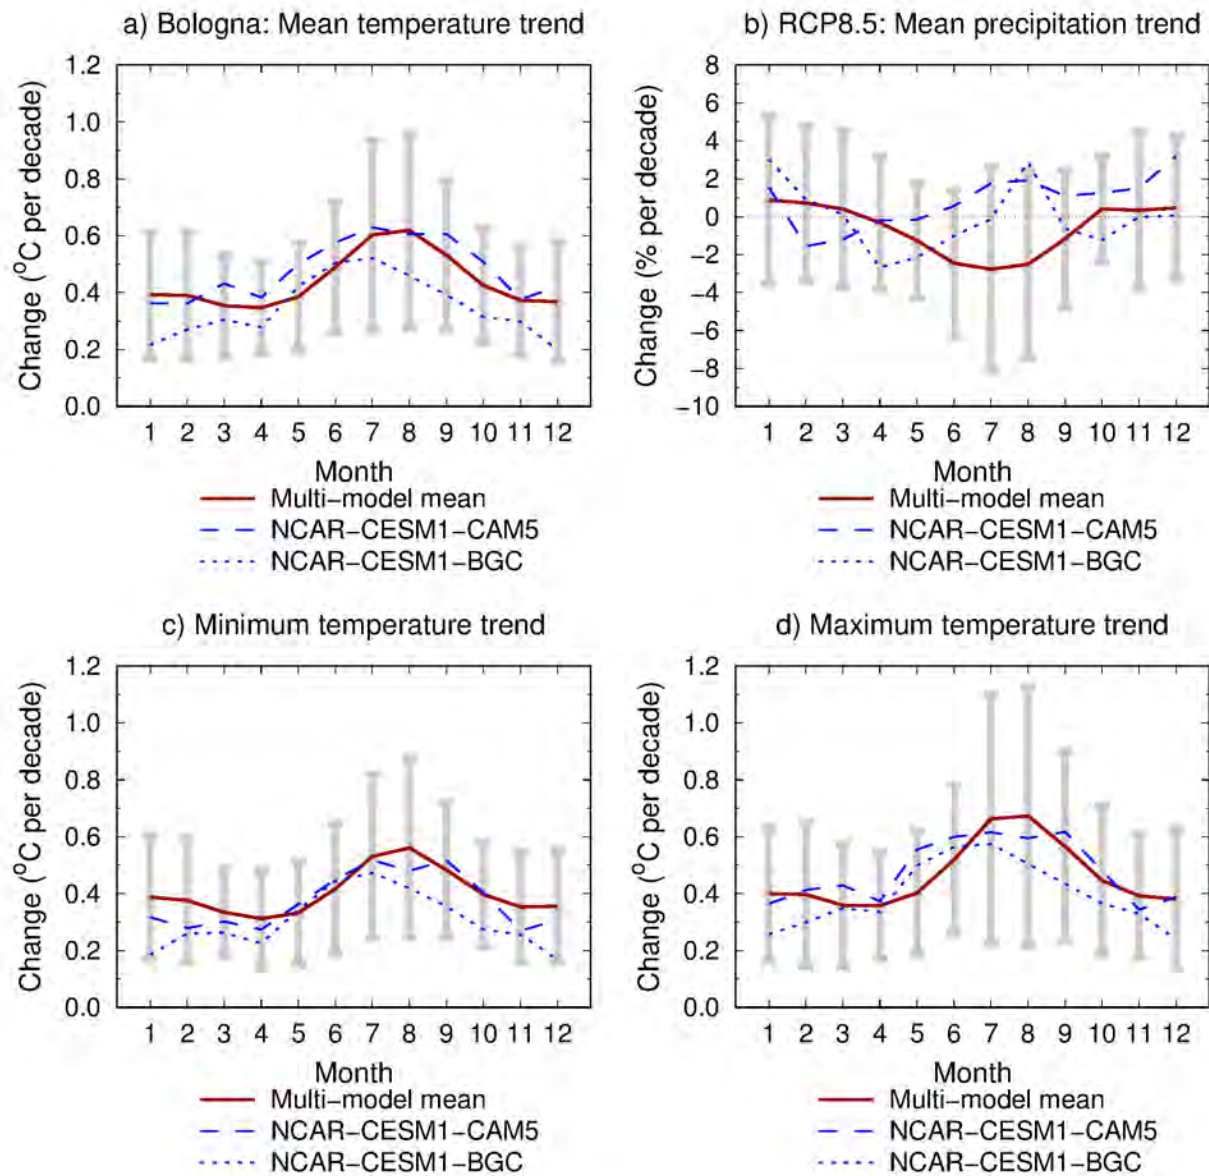 a) Bologna: Mean temperature trend
Change (°C per decade)
1.2
1.0
0.8
0.6
0.4
0.2
0.0
1 2 3 4 5 6 7 8 9 10 11 12
Month
Multi-model mean
NCAR-CESM1-CAM5
NCAR-CESM1-BGC
b) RCP8.5: Mean precipitation trend
Change (% per decade)
8
6
4
2
0
−2
−4
−6
−8
−10
1 2 3 4 5 6 7 8 9 10 11 12
Month
Multi-model mean
NCAR-CESM1-CAM5
NCAR-CESM1-BGC
c) Minimum temperature trend
Change (°C per decade)
1.2
1.0
0.8
0.6
0.4
0.2
0.0
1 2 3 4 5 6 7 8 9 10 11 12
Month
Multi-model mean
NCAR-CESM1-CAM5
NCAR-CESM1-BGC
d) Maximum temperature trend
Change (°C per decade)
1.2
1.0
0.8
0.6
0.4
0.2
0.0
1 2 3 4 5 6 7 8 9 10 11 12
Month
Multi-model mean
NCAR-CESM1-CAM5
NCAR-CESM1-BGC